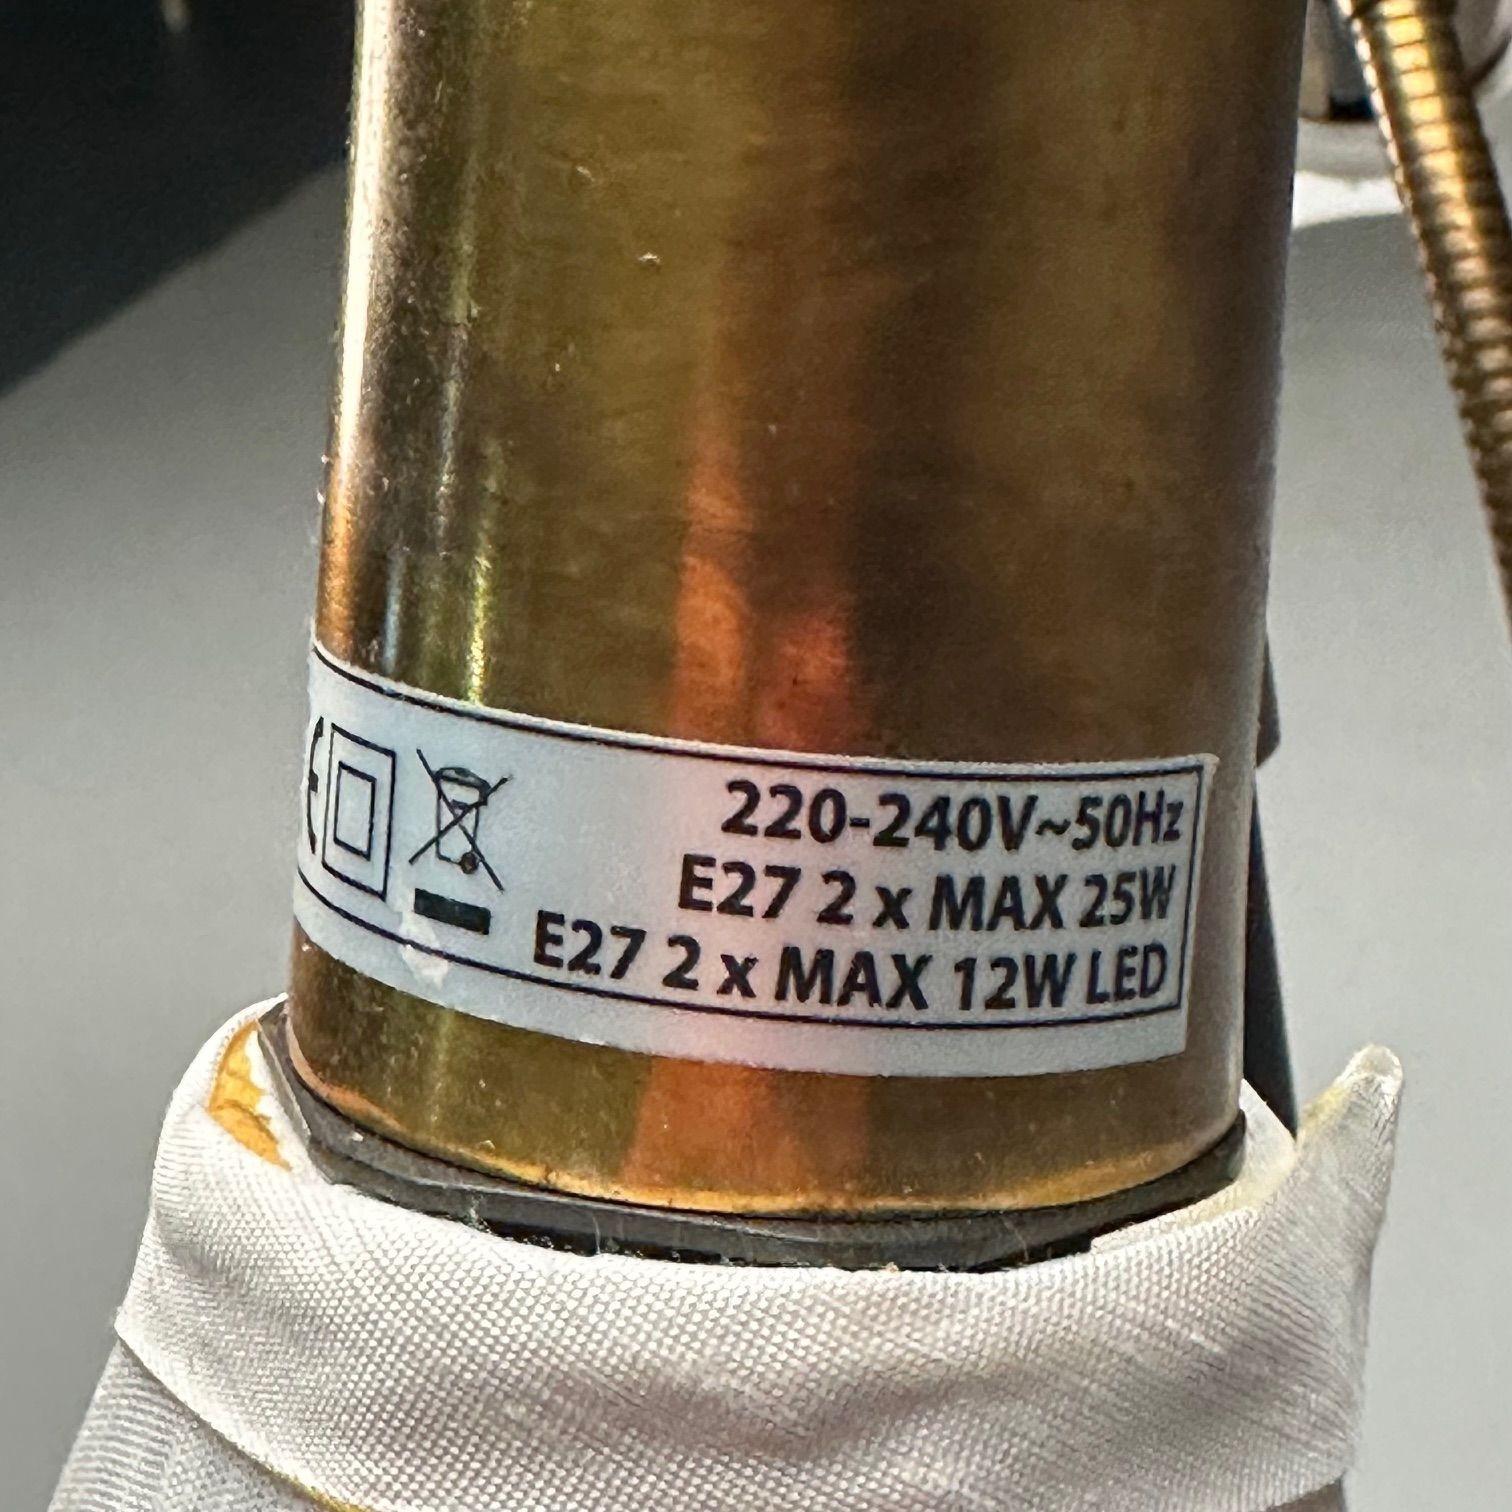 220-240V~50Hz
E27 2 x MAX 25W
E27 2 x MAX 12W LED